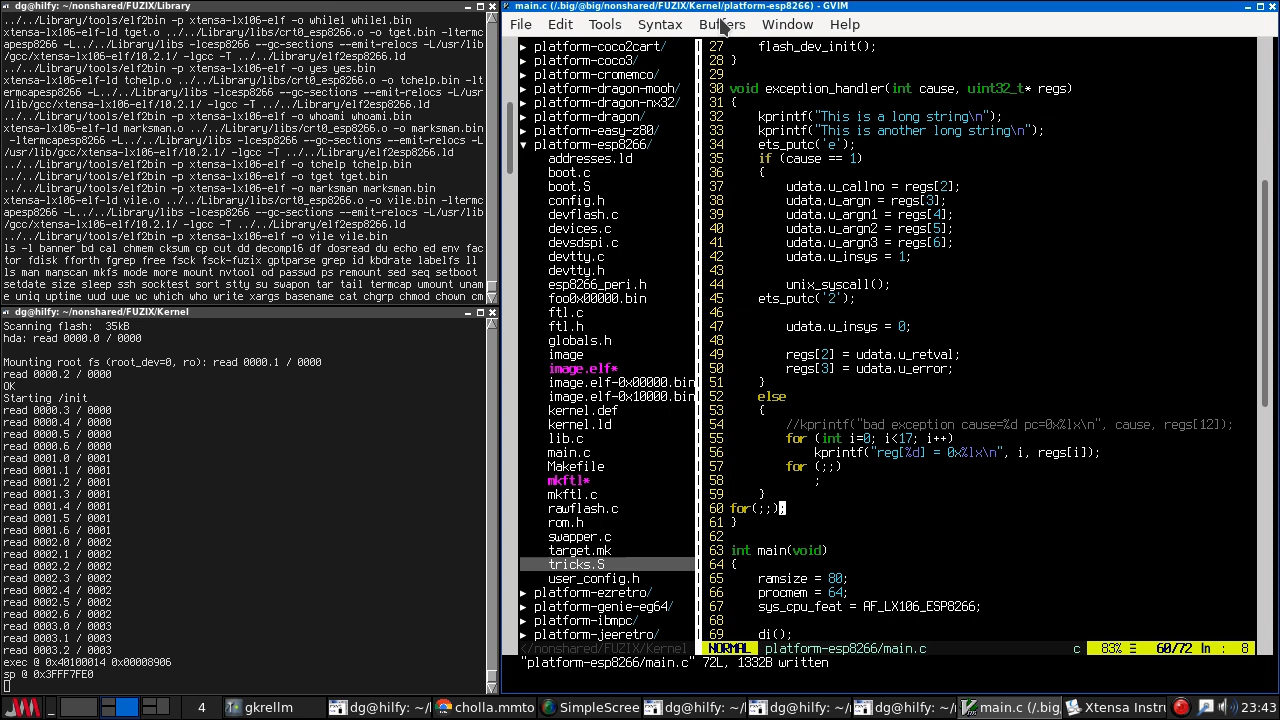 dg@hilfy: ~/nonshared/FUZIX/Library
../../Library/elf2bin -p xtensa-lx106-elf -o while1 while1.bin
xtensa-lx106-elf-ld tget.o ../../Library/libs/crt0_esp8266.o -o tget.bin -ltermc
apesp8266 -L../../Library/libs -lcesp8266 --gc-sections --emit-relocs -L/usr/lib
/gcc/xtensa-lx106-elf/10.2.1/ -lgcc -T ../../Library/elf2esp8266.ld
../../Library/elf2bin -p xtensa-lx106-elf -o yes yes.bin
xtensa-lx106-elf-ld tchelp.o ../../Library/libs/crt0_esp8266.o -o tchelp.bin -lt
ermcapesp8266 -L../../Library/libs -lcesp8266 --gc-sections --emit-relocs -L/usr
/lib/gcc/xtensa-lx106-elf/10.2.1/ -lgcc -T ../../Library/elf2esp8266.ld
../../Library/elf2bin -p xtensa-lx106-elf -o whoami whoami.bin
xtensa-lx106-elf-ld marksman.o ../../Library/libs/crt0_esp8266.o -o marksman.bin
 -ltermcapesp8266 -L../../Library/libs -lcesp8266 --gc-sections --emit-relocs -L
/usr/lib/gcc/xtensa-lx106-elf/10.2.1/ -lgcc -T ../../Library/elf2esp8266.ld
../../Library/elf2bin -p xtensa-lx106-elf -o tchelp tchelp.bin
../../Library/elf2bin -p xtensa-lx106-elf -o tget tget.bin
../../Library/elf2bin -p xtensa-lx106-elf -o marksman marksman.bin
xtensa-lx106-elf-ld vile.o ../../Library/libs/crt0_esp8266.o -o vile.bin -ltermc
apesp8266 -L../../Library/libs -lcesp8266 --gc-sections --emit-relocs -L/usr/lib
/gcc/xtensa-lx106-elf/10.2.1/ -lgcc -T ../../Library/elf2esp8266.ld
../../Library/elf2bin -p xtensa-lx106-elf -o vile vile.bin
ls -l banner bd cal chmem cksum cp cut dd decomp16 df dosread du echo ed env fac
tor fdisk fforth fgrep free fsck fsck-fuzix gptparse grep id kbdrate labelfs ll
ls man manscan mkfs mode more mount nvtool od passwd ps remount sed seq setboot
setdate size sleep ssh socktest sort stty su swapon tar tail termcap umount unam
e uniq uptime uud uue wc which who write xargs basename cat chgrp chmod chown cm
dg@hilfy: ~/nonshared/FUZIX/Kernel
Scanning flash:  35kB
hda: read 0000.0 / 0000
Mounting root fs (root_dev=0, ro): read 0000.1 / 0000
read 0000.2 / 0000
OK
Starting /init
read 0000.3 / 0000
read 0000.4 / 0000
read 0000.5 / 0000
read 0000.6 / 0000
read 0001.0 / 0001
read 0001.1 / 0001
read 0001.2 / 0001
read 0001.3 / 0001
read 0001.4 / 0001
read 0001.5 / 0001
read 0001.6 / 0001
read 0002.0 / 0002
read 0002.1 / 0002
read 0002.2 / 0002
read 0002.3 / 0002
read 0002.4 / 0002
read 0002.5 / 0002
read 0002.6 / 0002
read 0003.0 / 0003
read 0003.1 / 0003
read 0003.2 / 0003
exec @ 0x40100014 0x00008906
sp @ 0x3FFF7FE0
main.c (/.big/@big/nonshared/FUZIX/Kernel/platform-esp8266) - GVIM
File Edit Tools Syntax Buffers Window Help
▸ platform-coco2cart/
▸ platform-coco3/
▸ platform-cromemco/
▸ platform-dragon-mooh/
▸ platform-dragon-nx32/
▸ platform-dragon/
▸ platform-easy-z80/
▾ platform-esp8266/
addresses.ld
boot.c
boot.S
config.h
devflash.c
devices.c
devsdspi.c
devtty.c
devtty.h
esp8266_peri.h
foo0x00000.bin
ftl.c
ftl.h
globals.h
image
image.elf*
image.elf-0x00000.bin
image.elf-0x10000.bin
kernel.def
kernel.ld
lib.c
main.c
Makefile
mkftl*
mkftl.c
rawflash.c
rom.h
swapper.c
target.mk
tricks.S
user_config.h
▸ platform-ezretro/
▸ platform-genie-eg64/
▸ platform-ibmpc/
▸ platform-jeeretro/
</nonshared/FUZIX/Kernel
27     flash_dev_init();
28 }
29
30 void exception_handler(int cause, uint32_t* regs)
31 {
32     kprintf("This is a long string\n");
33     kprintf("This is another long string\n");
34     ets_putc('e');
35     if (cause == 1)
36     {
37         udata.u_callno = regs[2];
38         udata.u_argn = regs[3];
39         udata.u_argn1 = regs[4];
40         udata.u_argn2 = regs[5];
41         udata.u_argn3 = regs[6];
42         udata.u_insys = 1;
43
44         unix_syscall();
45     ets_putc('2');
46
47         udata.u_insys = 0;
48
49         regs[2] = udata.u_retval;
50         regs[3] = udata.u_error;
51     }
52     else
53     {
54         //kprintf("bad exception cause=%d pc=0x%lx\n", cause, regs[12]);
55         for (int i=0; i<17; i++)
56             kprintf("reg[%d] = 0x%lx\n", i, regs[i]);
57         for (;;)
58             ;
59     }
60 for(;;);
61 }
62
63 int main(void)
64 {
65     ramsize = 80;
66     procmem = 64;
67     sys_cpu_feat = AF_LX106_ESP8266;
68
69     di();
NORMAL platform-esp8266/main.c c 83% ☰ 60/72 ln : 8
"platform-esp8266/main.c" 72L, 1332B written
4 gkrellm dg@hilfy: ~/ cholla.mmto SimpleScree dg@hilfy: ~/ dg@hilfy: ~/ dg@hilfy: ~/ main.c (/.big Xtensa Instr 23:43